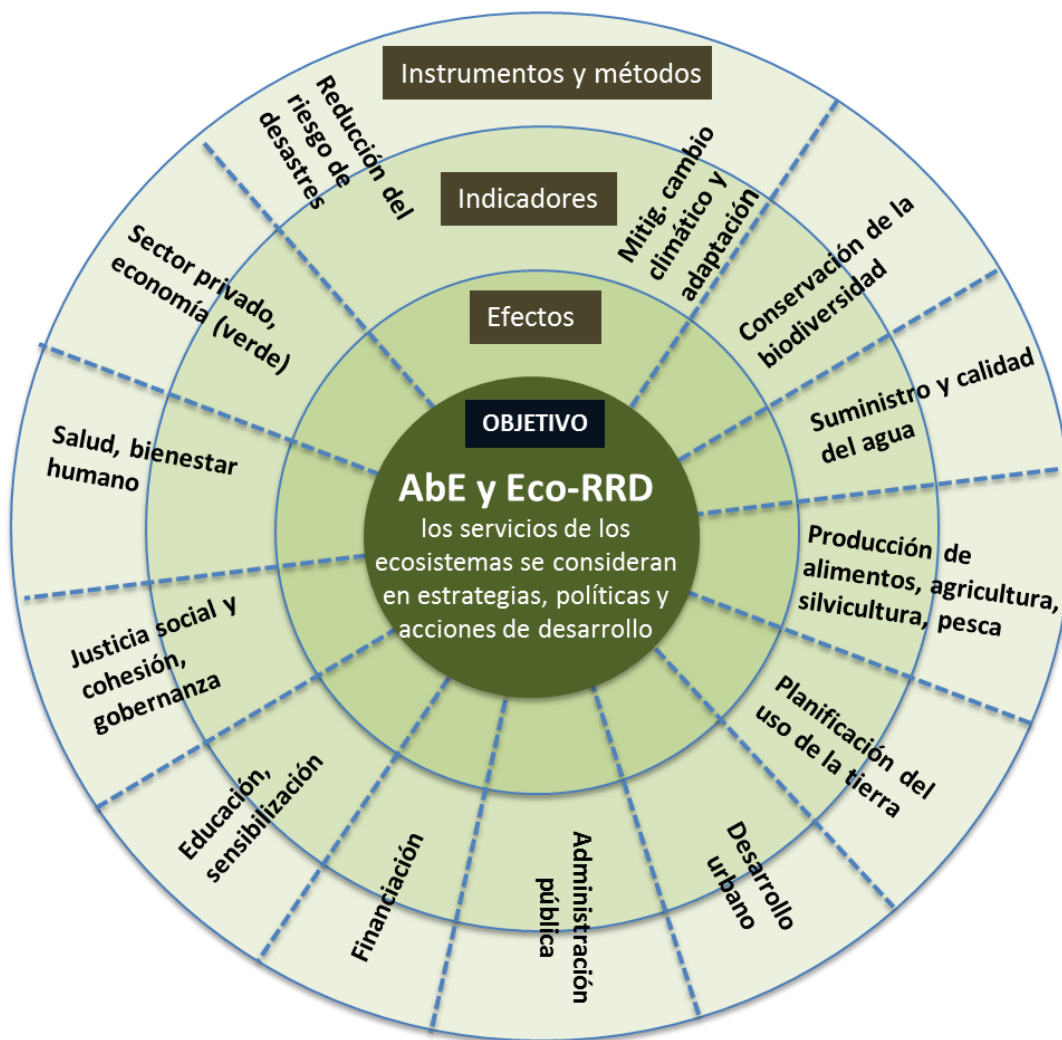 Instrumentos y métodos
Indicadores
Efectos
OBJETIVO
AbE y Eco-RRD
los servicios de los
ecosistemas se consideran
en estrategias, políticas y
acciones de desarrollo
Reducción del
riesgo de
desastres
Mitig. cambio
climático y
adaptación
Conservación de la
biodiversidad
Suministro y calidad
del agua
Producción de
alimentos, agricultura,
silvicultura, pesca
Planificación del
uso de la tierra
Desarrollo
urbano
Administración
pública
Financiación
Educación,
sensibilización
Justicia social y
cohesión,
gobernanza
Salud, bienestar
humano
Sector privado,
economía (verde)